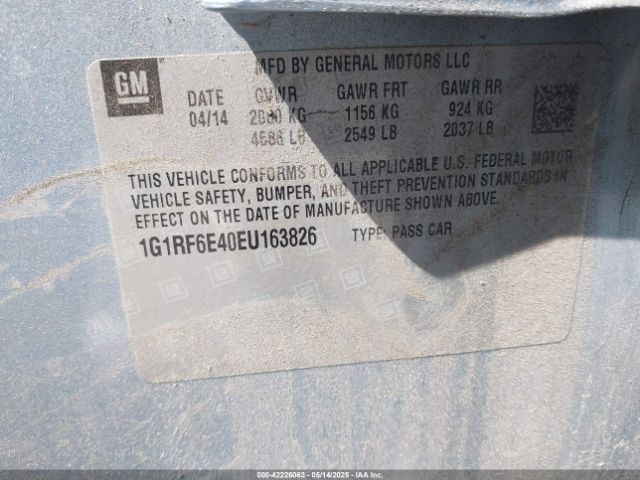 GM
MFD BY GENERAL MOTORS LLC
DATE GVWR GAWR FRT GAWR RR
04/14 2080 KG 1156 KG 924 KG
4586 LB 2549 LB 2037 LB
THIS VEHICLE CONFORMS TO ALL APPLICABLE U.S. FEDERAL MOTOR
VEHICLE SAFETY, BUMPER, AND THEFT PREVENTION STANDARDS IN
EFFECT ON THE DATE OF MANUFACTURE SHOWN ABOVE.
1G1RF6E40EU163826 TYPE: PASS CAR
000-42226063 - 05/14/2025 - IAAI, Inc.